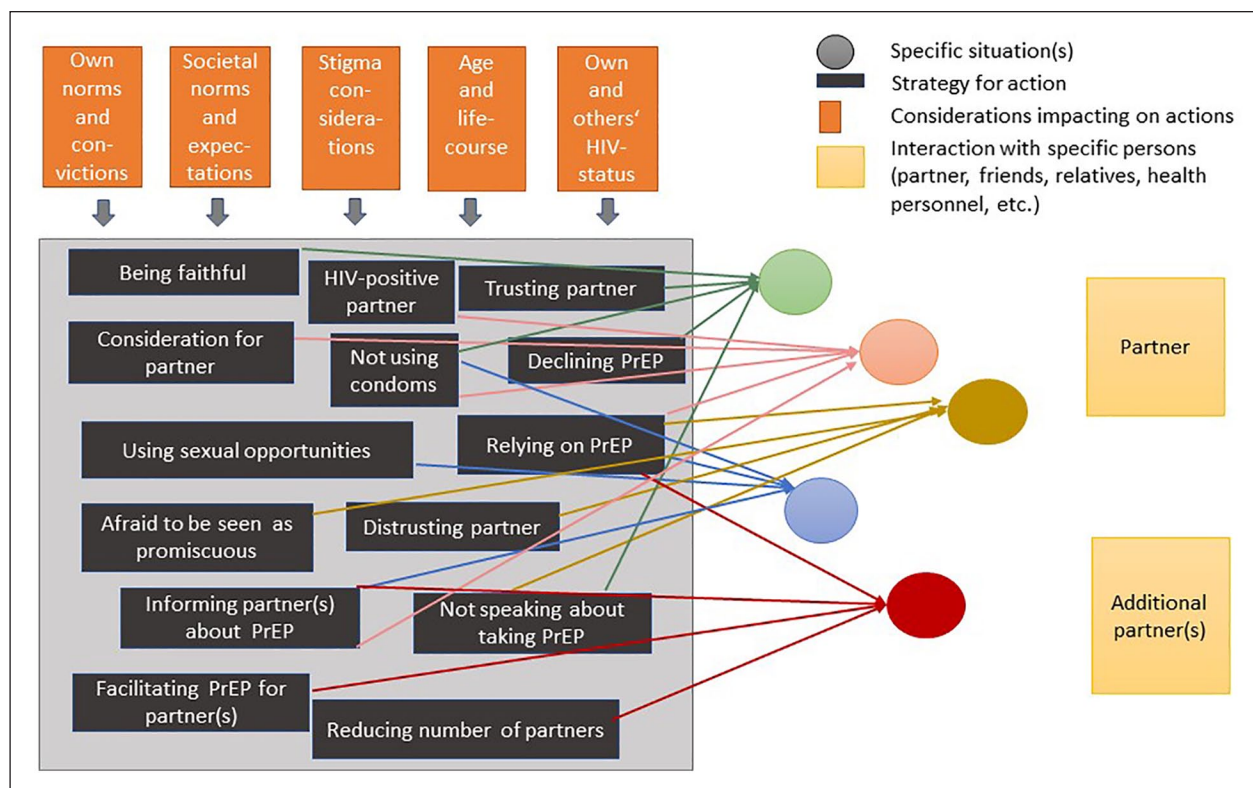 Own
norms
and
con-
victions
Societal
norms
and
expec-
tations
Stigma
con-
sidera-
tions
Age
and
life-
course
Own
and
others‘
HIV-
status
Specific situation(s)
Strategy for action
Considerations impacting on actions
Interaction with specific persons
(partner, friends, relatives, health
personnel, etc.)
Being faithful
HIV-positive
partner
Trusting partner
Consideration for
partner
Not using
condoms
Declining PrEP
Using sexual opportunities
Relying on PrEP
Afraid to be seen as
promiscuous
Distrusting partner
Informing partner(s)
about PrEP
Not speaking about
taking PrEP
Facilitating PrEP for
partner(s)
Reducing number of partners
Partner
Additional
partner(s)